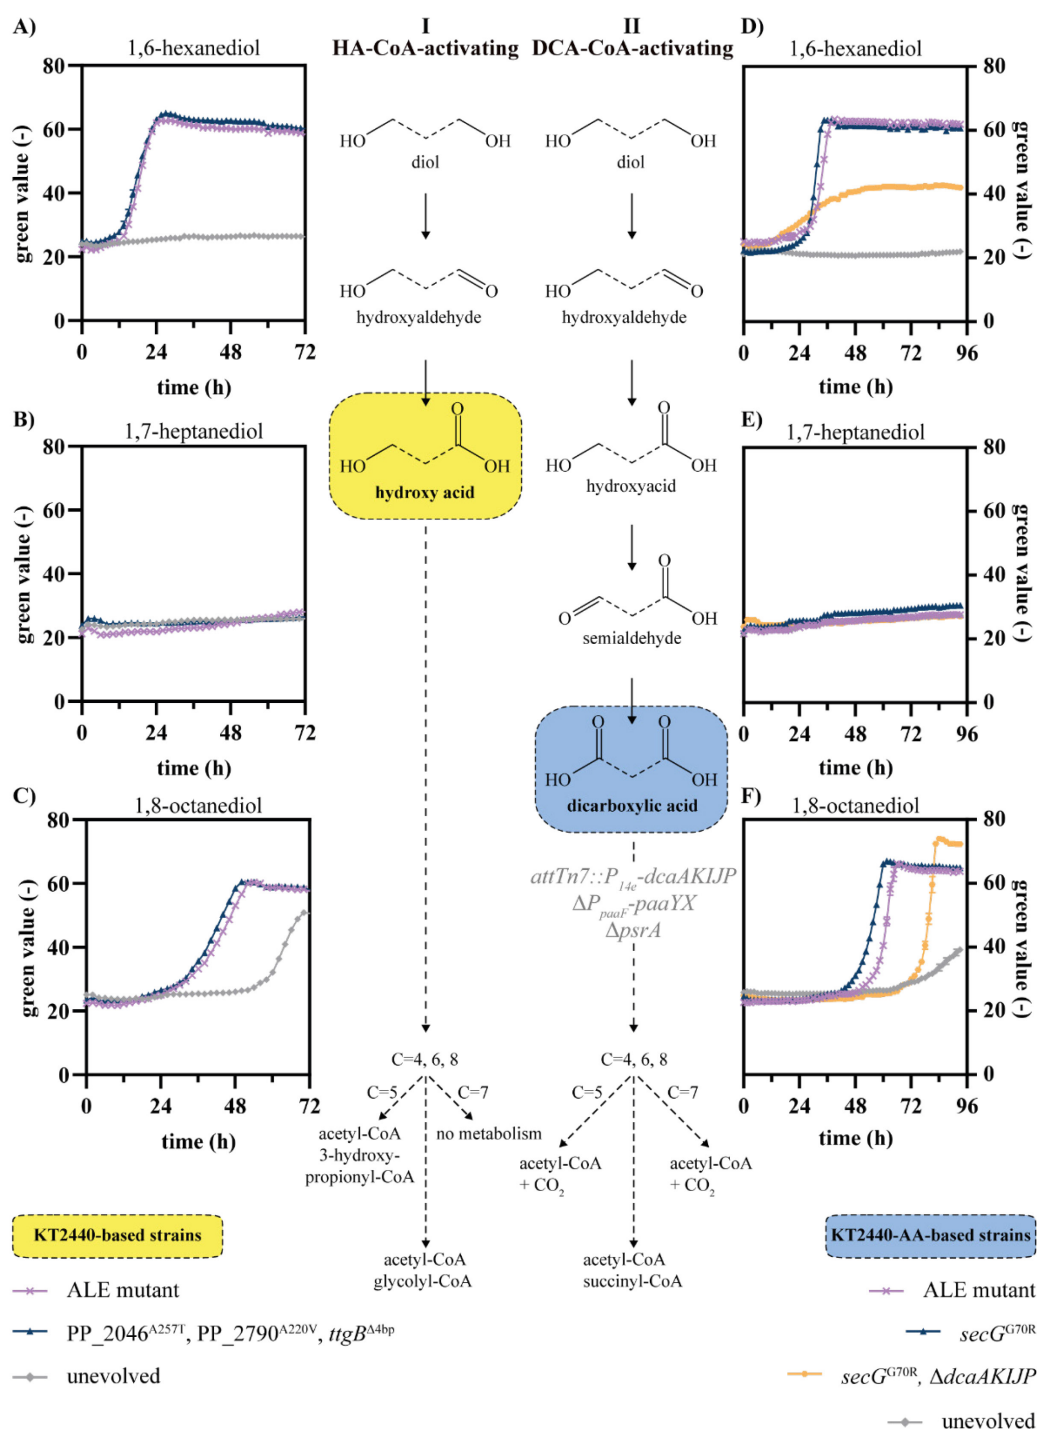 A)
1,6-hexanediol
80
60
40
20
0
green value (-)
0 24 48 72
time (h)
B)
1,7-heptanediol
80
60
40
20
0
green value (-)
0 24 48 72
time (h)
C)
1,8-octanediol
80
60
40
20
0
green value (-)
0 24 48 72
time (h)
I
HA-CoA-activating
HO OH
diol
HO O
hydroxyaldehyde
O
HO OH
hydroxy acid
C=4, 6, 8
C=5 C=7
acetyl-CoA
3-hydroxy-
propionyl-CoA
no metabolism
acetyl-CoA
glycolyl-CoA
II
DCA-CoA-activating
HO OH
diol
HO O
hydroxyaldehyde
O
HO OH
hydroxyacid
O
O OH
semialdehyde
O O
HO OH
dicarboxylic acid
attTn7::P14e-dcaAKIJP
ΔPpaaF-paaYX
ΔpsrA
C=4, 6, 8
C=5 C=7
acetyl-CoA
+ CO2
acetyl-CoA
+ CO2
acetyl-CoA
succinyl-CoA
D)
1,6-hexanediol
80
60
40
20
0
green value (-)
0 24 48 72 96
time (h)
E)
1,7-heptanediol
80
60
40
20
0
green value (-)
0 24 48 72 96
time (h)
F)
1,8-octanediol
80
60
40
20
0
green value (-)
0 24 48 72 96
time (h)
KT2440-based strains
ALE mutant
PP_2046A257T, PP_2790A220V, ttgBΔ4bp
unevolved
KT2440-AA-based strains
ALE mutant
secGG70R
secGG70R, ΔdcaAKIJP
unevolved